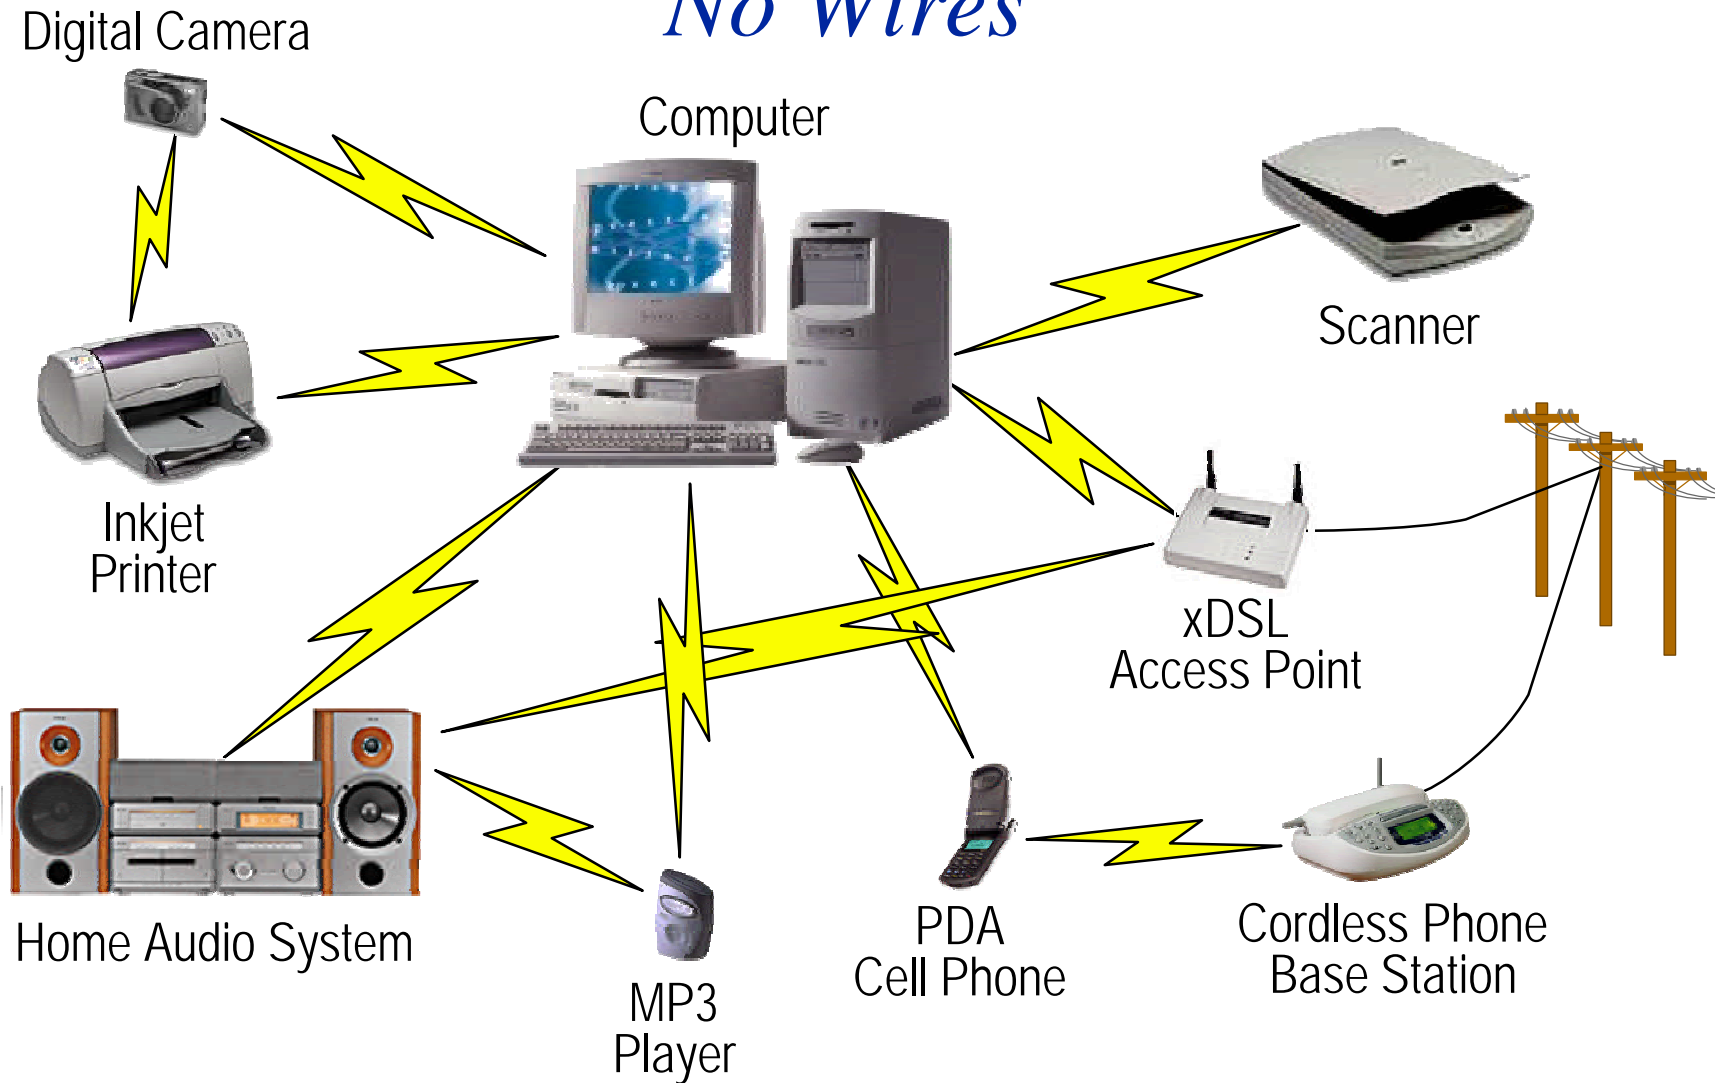 No Wires
Digital Camera
Computer
Scanner
Inkjet
Printer
xDSL
Access Point
Home Audio System
PDA
Cell Phone
Cordless Phone
Base Station
MP3
Player